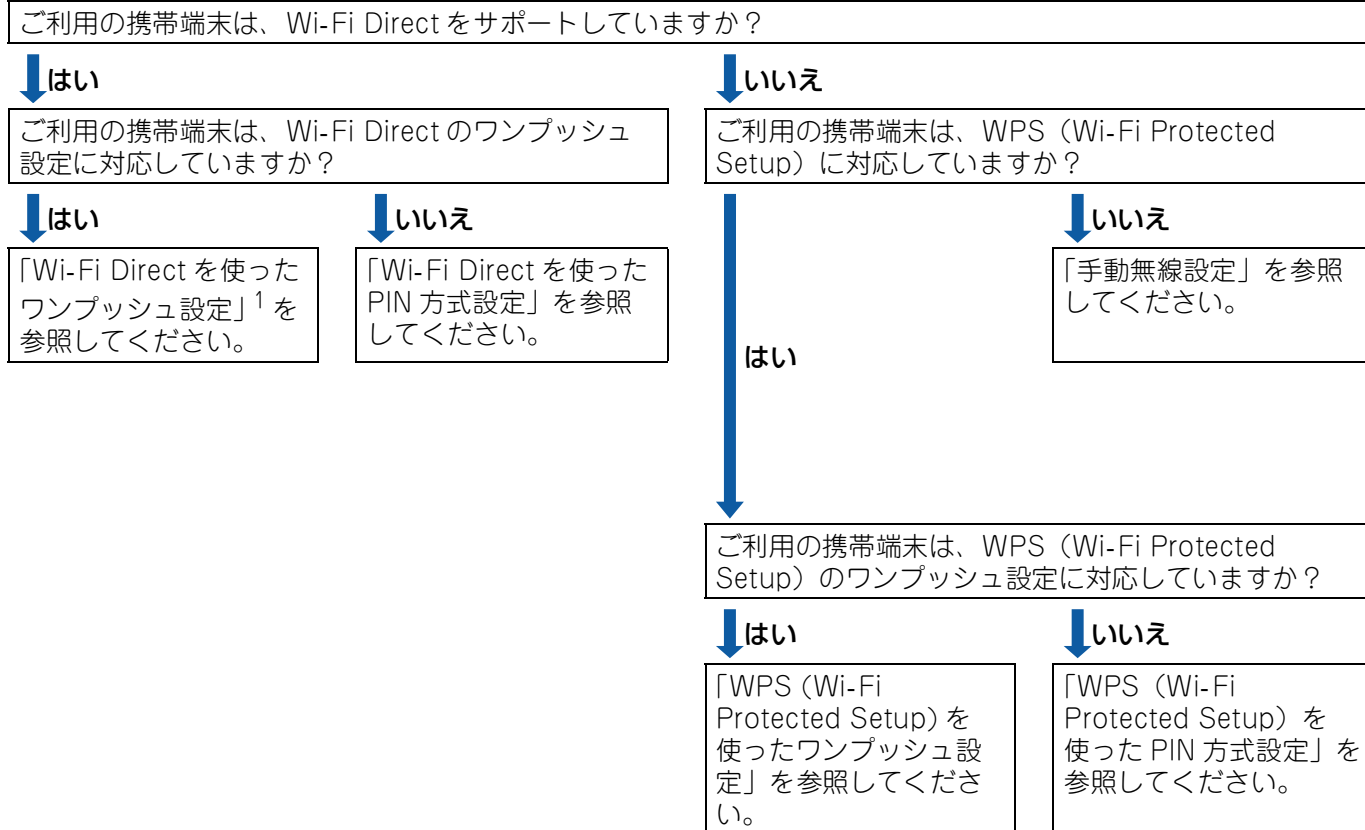 ご利用の携帯端末は、Wi-Fi Direct をサポートしていますか？
はい
いいえ
ご利用の携帯端末は、Wi-Fi Direct のワンプッシュ
設定に対応していますか？
ご利用の携帯端末は、WPS（Wi-Fi Protected
Setup）に対応していますか？
はい
いいえ
いいえ
「Wi-Fi Direct を使った
ワンプッシュ設定」1 を
参照してください。
「Wi-Fi Direct を使った
PIN 方式設定」を参照
してください。
「手動無線設定」を参照
してください。
はい
ご利用の携帯端末は、WPS（Wi-Fi Protected
Setup）のワンプッシュ設定に対応していますか？
はい
いいえ
「WPS (Wi-Fi
Protected Setup) を
使ったワンプッシュ設
定」を参照してくださ
い。
「WPS（Wi-Fi
Protected Setup）を
使った PIN 方式設定」を
参照してください。